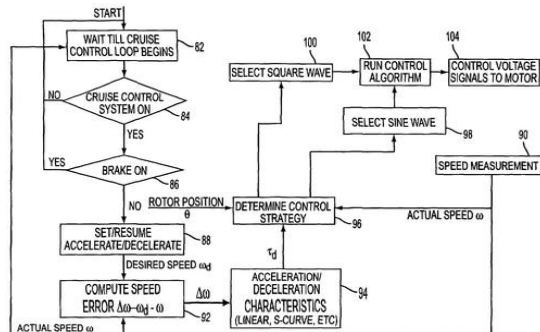 START
WAIT TILL CRUISE
CONTROL LOOP BEGINS
82
CRUISE CONTROL
SYSTEM ON
84
NO
YES
BRAKE ON
86
YES
NO
SET/RESUME
ACCELERATE/DECELERATE
88
DESIRED SPEED ωd
COMPUTE SPEED
ERROR Δω-ωd - ω
92
ACTUAL SPEED ω
Δω
ACCELERATION/
DECELERATION
CHARACTERISTICS
(LINEAR, S-CURVE, ETC)
94
τd
ROTOR POSITION
θ
DETERMINE CONTROL
STRATEGY
96
ACTUAL SPEED ω
SPEED MEASUREMENT
90
SELECT SINE WAVE
98
SELECT SQUARE WAVE
100
RUN CONTROL
ALGORITHM
102
CONTROL VOLTAGE
SIGNALS TO MOTOR
104